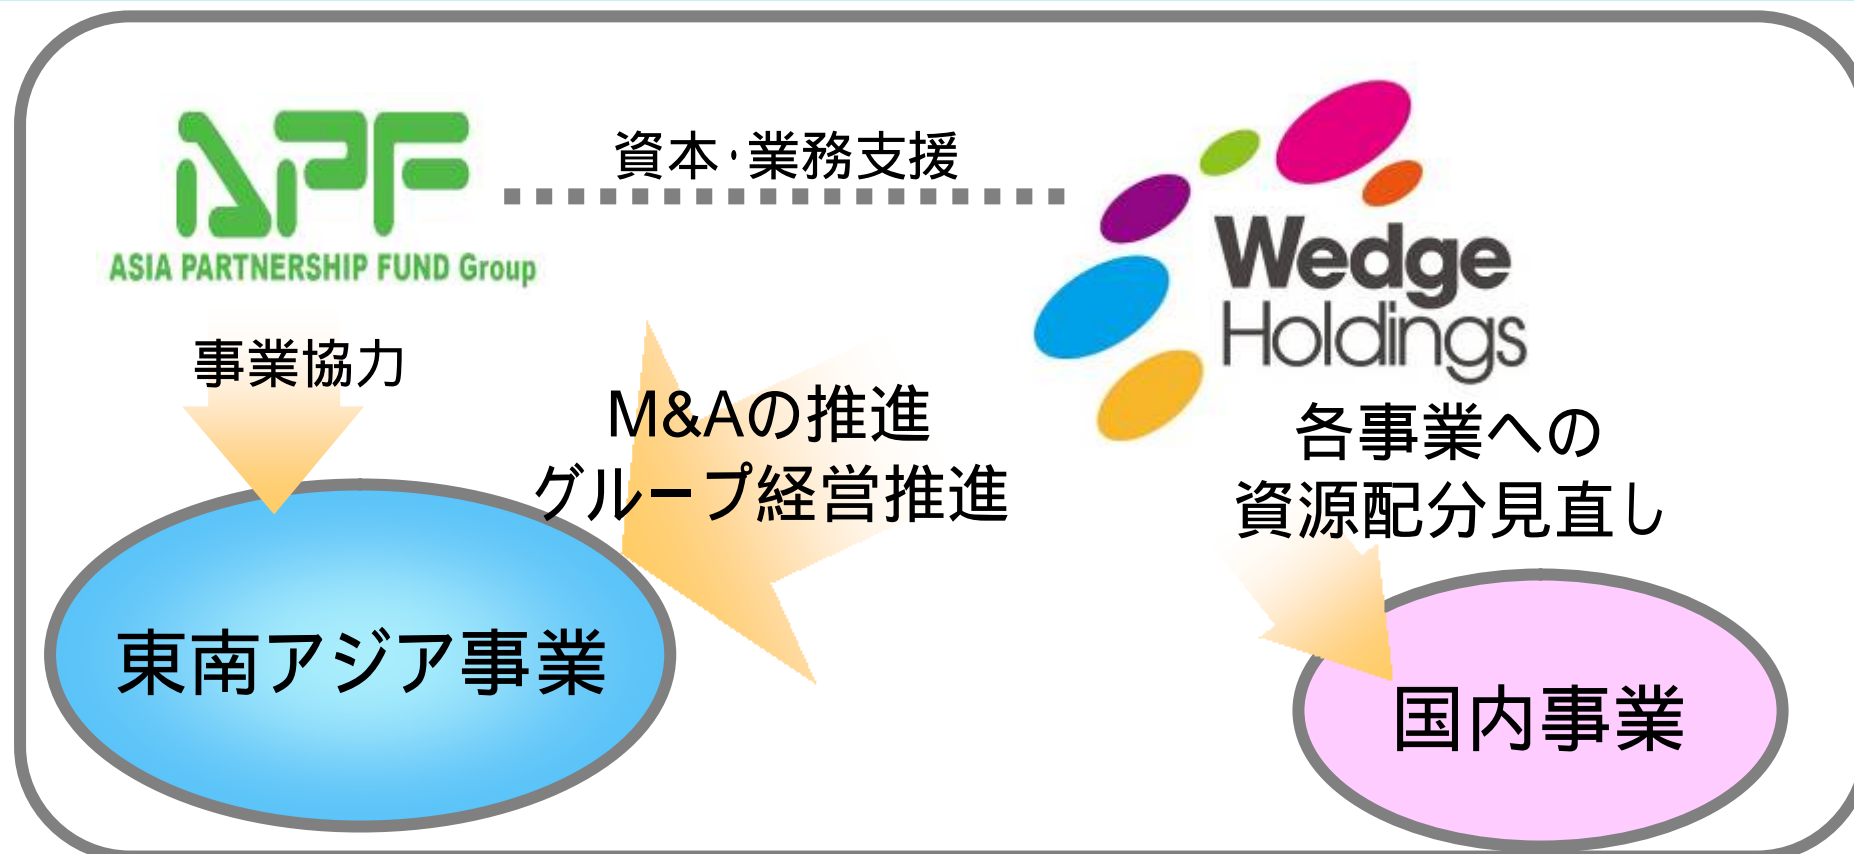 APF
ASIA PARTNERSHIP FUND Group
資本・業務支援
Wedge
Holdings
事業協力
M&Aの推進
グループ経営推進
各事業への
資源配分見直し
東南アジア事業
国内事業